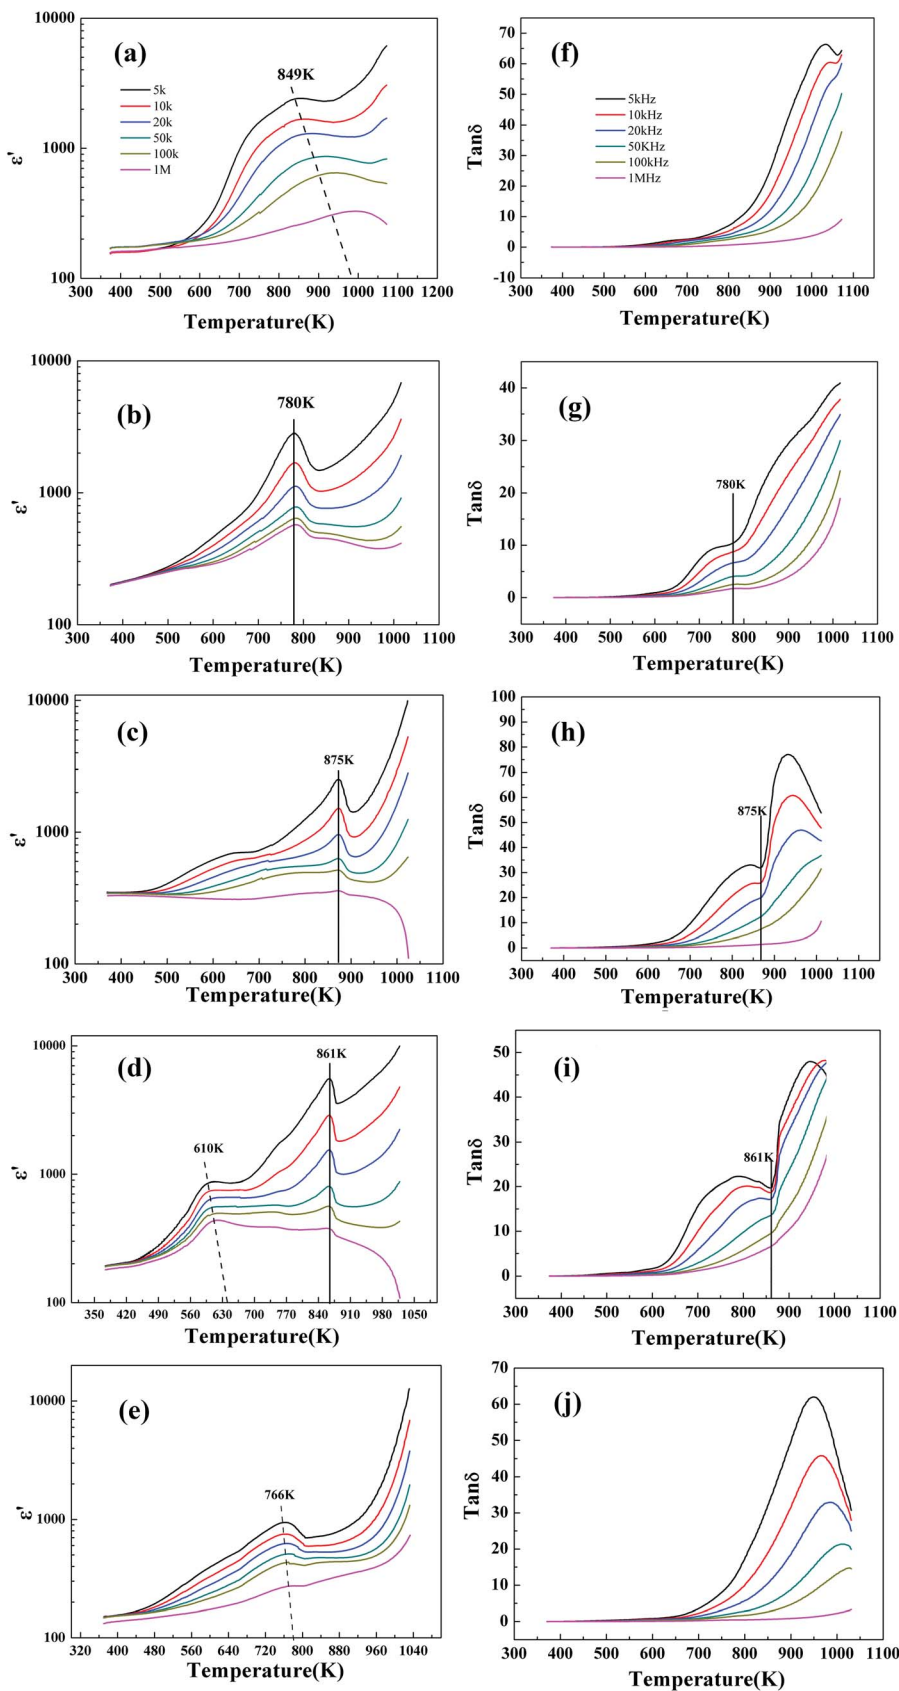 (a)
849K
5k
10k
20k
50k
100k
1M
10000
1000
100
ε'
300 400 500 600 700 800 900 1000 1100 1200
Temperature(K)
(f)
5kHz
10kHz
20kHz
50KHz
100kHz
1MHz
70
60
50
40
30
20
10
0
-10
Tanδ
300 400 500 600 700 800 900 1000 1100
Temperature(K)
(b)
780K
10000
1000
100
ε'
300 400 500 600 700 800 900 1000 1100
Temperature(K)
(g)
780K
40
30
20
10
0
Tanδ
300 400 500 600 700 800 900 1000 1100
Temperature(K)
(c)
875K
10000
1000
100
ε'
300 400 500 600 700 800 900 1000 1100
Temperature(K)
(h)
875K
100
90
80
70
60
50
40
30
20
10
0
Tanδ
300 400 500 600 700 800 900 1000 1100
Temperature(K)
(d)
861K
610K
10000
1000
100
ε'
350 420 490 560 630 700 770 840 910 980 1050
Temperature(K)
(i)
861K
50
40
30
20
10
0
Tanδ
300 400 500 600 700 800 900 1000 1100
Temperature(K)
(e)
766K
10000
1000
100
ε'
320 400 480 560 640 720 800 880 960 1040
Temperature(K)
(j)
70
60
50
40
30
20
10
0
Tanδ
300 400 500 600 700 800 900 1000 1100
Temperature(K)